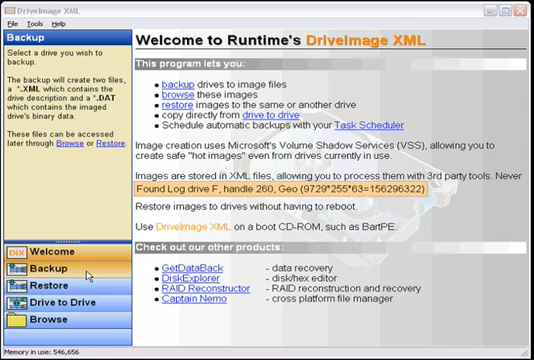 DriveImage XML
File Tools Help
Backup
Select a drive you wish to
backup.
The backup will create two files,
a *.XML which contains the
drive description and a *.DAT
which contains the imaged
drive's binary data.
These files can be accessed
later through Browse or Restore.
DiX Welcome
Backup
Restore
Drive to Drive
Browse
Welcome to Runtime's DriveImage XML
This program lets you:
• backup drives to image files
• browse these images
• restore images to the same or another drive
• copy directly from drive to drive
• Schedule automatic backups with your Task Scheduler
Image creation uses Microsoft's Volume Shadow Services (VSS), allowing you to
create safe "hot images" even from drives currently in use.
Images are stored in XML files, allowing you to process them with 3rd party tools. Never
Found Log drive F, handle 260, Geo (9729*255*63=156296322)
Restore images to drives without having to reboot.
Use DriveImage XML on a boot CD-ROM, such as BartPE.
Check out our other products:
• GetDataBack - data recovery
• DiskExplorer - disk/hex editor
• RAID Reconstructor - RAID reconstruction and recovery
• Captain Nemo - cross platform file manager
Memory in use: 546,656